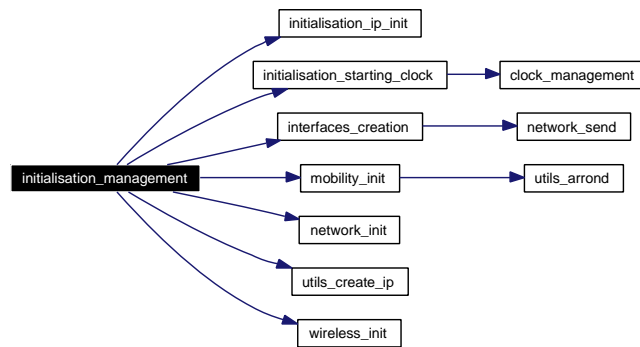 initialisation_ip_init
initialisation_starting_clock
clock_management
interfaces_creation
network_send
initialisation_management
mobility_init
utils_arrond
network_init
utils_create_ip
wireless_init